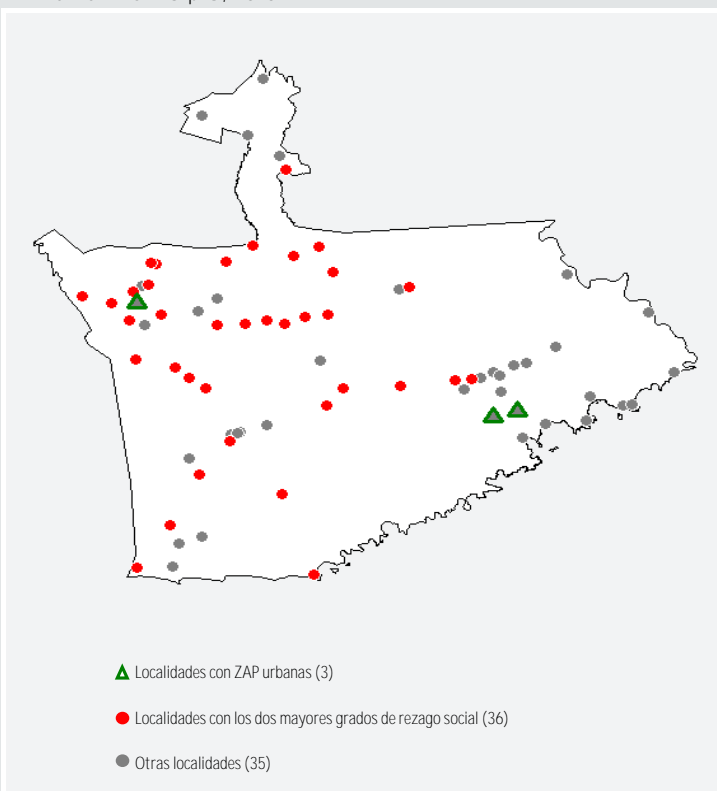 Localidades con ZAP urbanas (3)
Localidades con los dos mayores grados de rezago social (36)
Otras localidades (35)